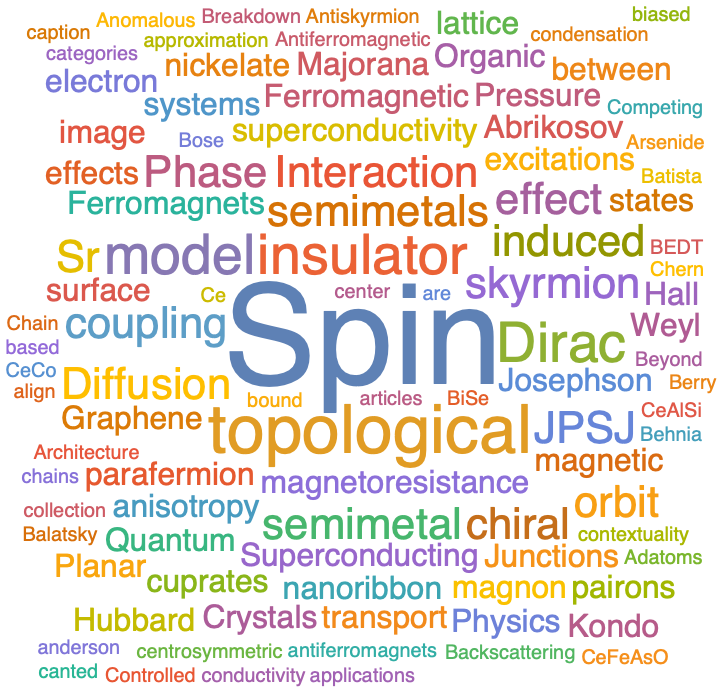 caption Anomalous Breakdown Antiskyrmion lattice biased
categories approximation Antiferromagnetic Organic condensation
electron nickelate Majorana between
systems Ferromagnetic Pressure Competing
image Bose superconductivity Abrikosov Arsenide
effects Phase Interaction excitations Batista
Ferromagnets semimetals effect states
Sr model insulator induced BEDT
surface Ce center are skyrmion Chern Hall
Chain coupling Spin Dirac Weyl
based Beyond
CeCo Diffusion Josephson Berry
align bound articles BiSe CeAlSi
Graphene topological JPSJ Behnia
Architecture magnetic
chains parafermion magnetoresistance
collection anisotropy semimetal chiral orbit
Balatsky Quantum contextuality
Planar Superconducting Junctions Adatoms
cuprates nanoribbon magnon pairons
Hubbard Crystals transport Physics Kondo
anderson centrosymmetric antiferromagnets Backscattering CeFeAsO
canted Controlled conductivity applications